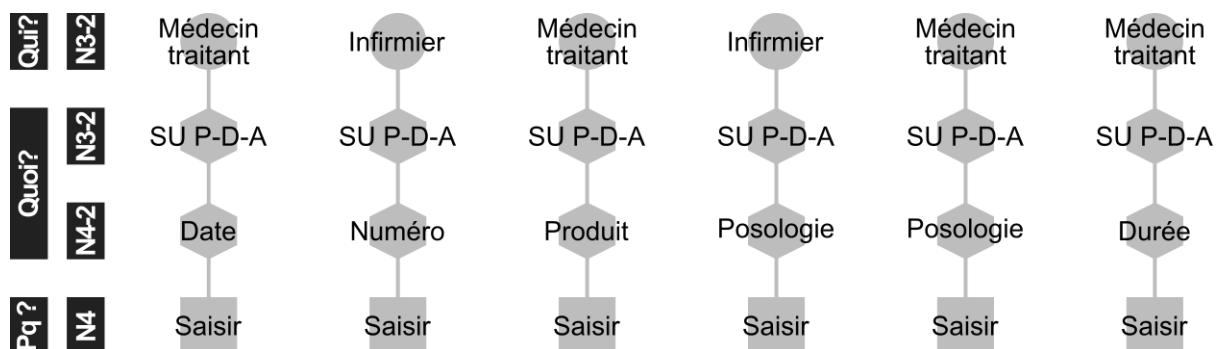 Qui?
N3-2
Médecin
traitant
Infirmier
Médecin
traitant
Infirmier
Médecin
traitant
Médecin
traitant
Quoi?
N3-2
SU P-D-A
SU P-D-A
SU P-D-A
SU P-D-A
SU P-D-A
SU P-D-A
N4-2
Date
Numéro
Produit
Posologie
Posologie
Durée
Pq ?
N4
Saisir
Saisir
Saisir
Saisir
Saisir
Saisir